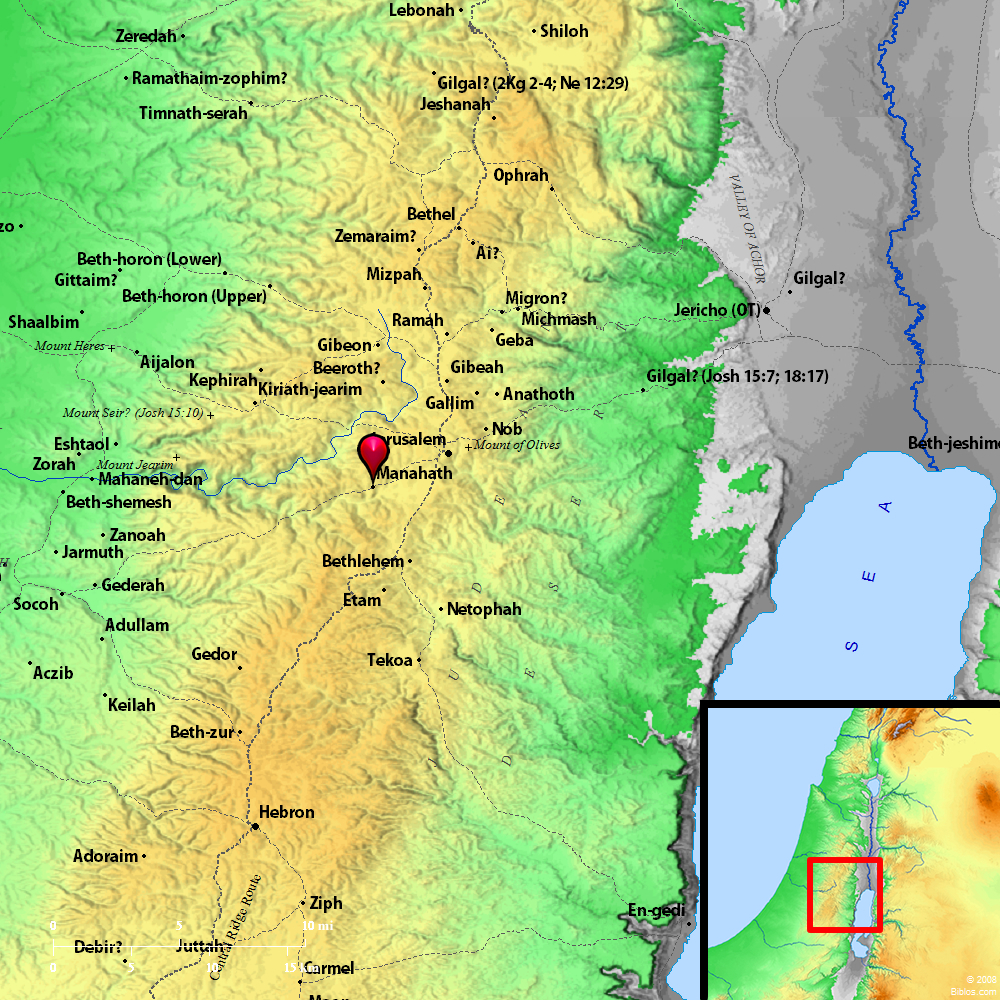 Lebonah
Shiloh
Zeredah
Ramathaim-zophim?
Gilgal? (2Kg 2-4; Ne 12:29)
Jeshanah
Timnath-serah
Ophrah
VALLEY OF ACHOR
Bethel
zo
Zemaraim?
Ai?
Beth-horon (Lower)
Mizpah
Gittaim?
Gilgal?
Beth-horon (Upper)
Migron?
Jericho (OT)
Shaalbim
Ramah
Michmash
Geba
Mount Heres
Gibeon
Aijalon
Beeroth?
Gibeah
Kephirah
Gilgal? (Josh 15:7; 18:17)
Kiriath-jearim
Anathoth
Gallim
Mount Seir? (Josh 15:10)
Nob
Eshtaol
rusalem
Mount of Olives
Beth-jeshimo
Zorah
Mount Jearim
Manahath
Mahaneh-dan
Beth-shemesh
S E A
Zanoah
Jarmuth
Bethlehem
Gederah
Etam
Socoh
Netophah
Adullam
Gedor
Tekoa
Aczib
Keilah
Beth-zur
Hebron
Adoraim
Central Ridge Route
Ziph
En-gedi
0 5 10 mi
Debir?
Juttah
0 5 10 15 km
Carmel
© 2008
Biblos.com